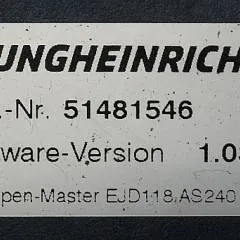 UNGHEINRICH
.-Nr. 51481546
ware-Version 1.0
pen-Master EJD118/AS240